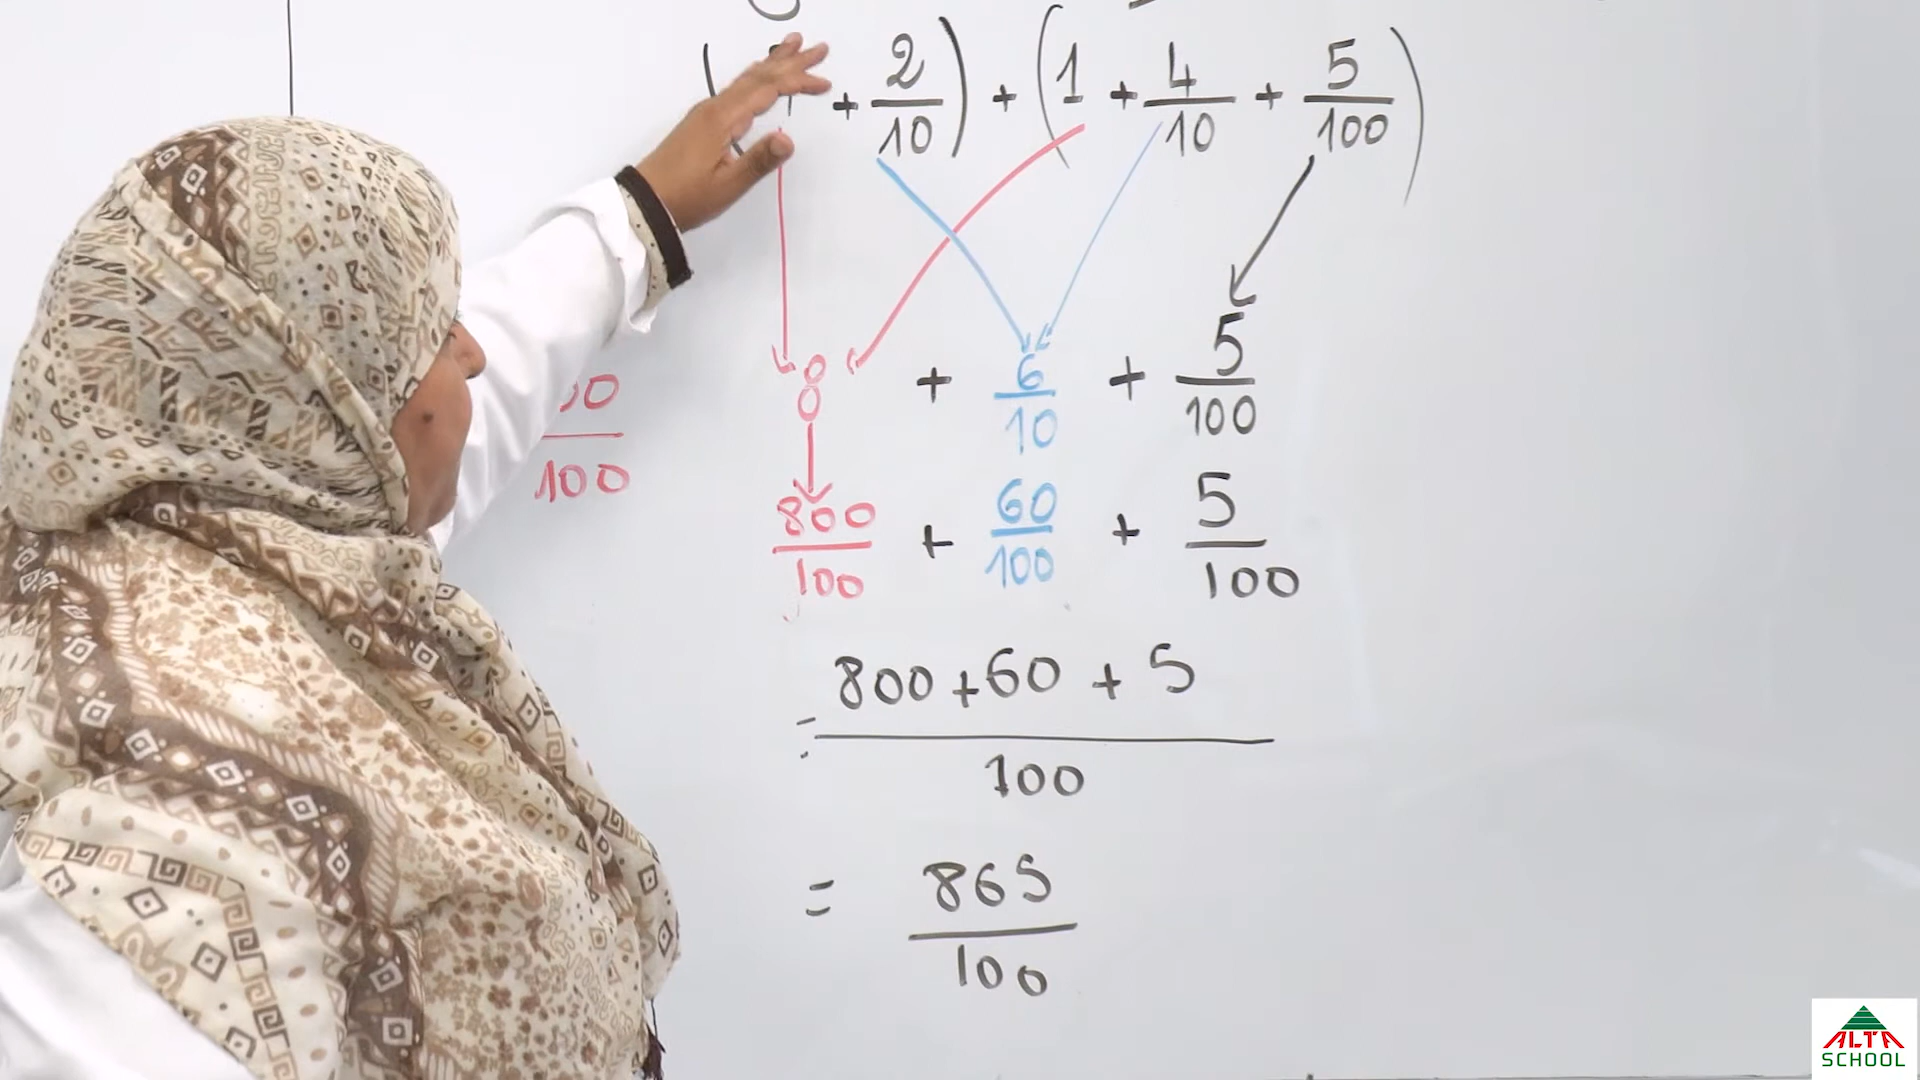 ( + 2/10 ) + ( 1 + 4/10 + 5/100 )
8 + 6/10 + 5/100
100
800/100 + 60/100 + 5/100
= 800+60+5/100
= 865/100
ALTA
SCHOOL